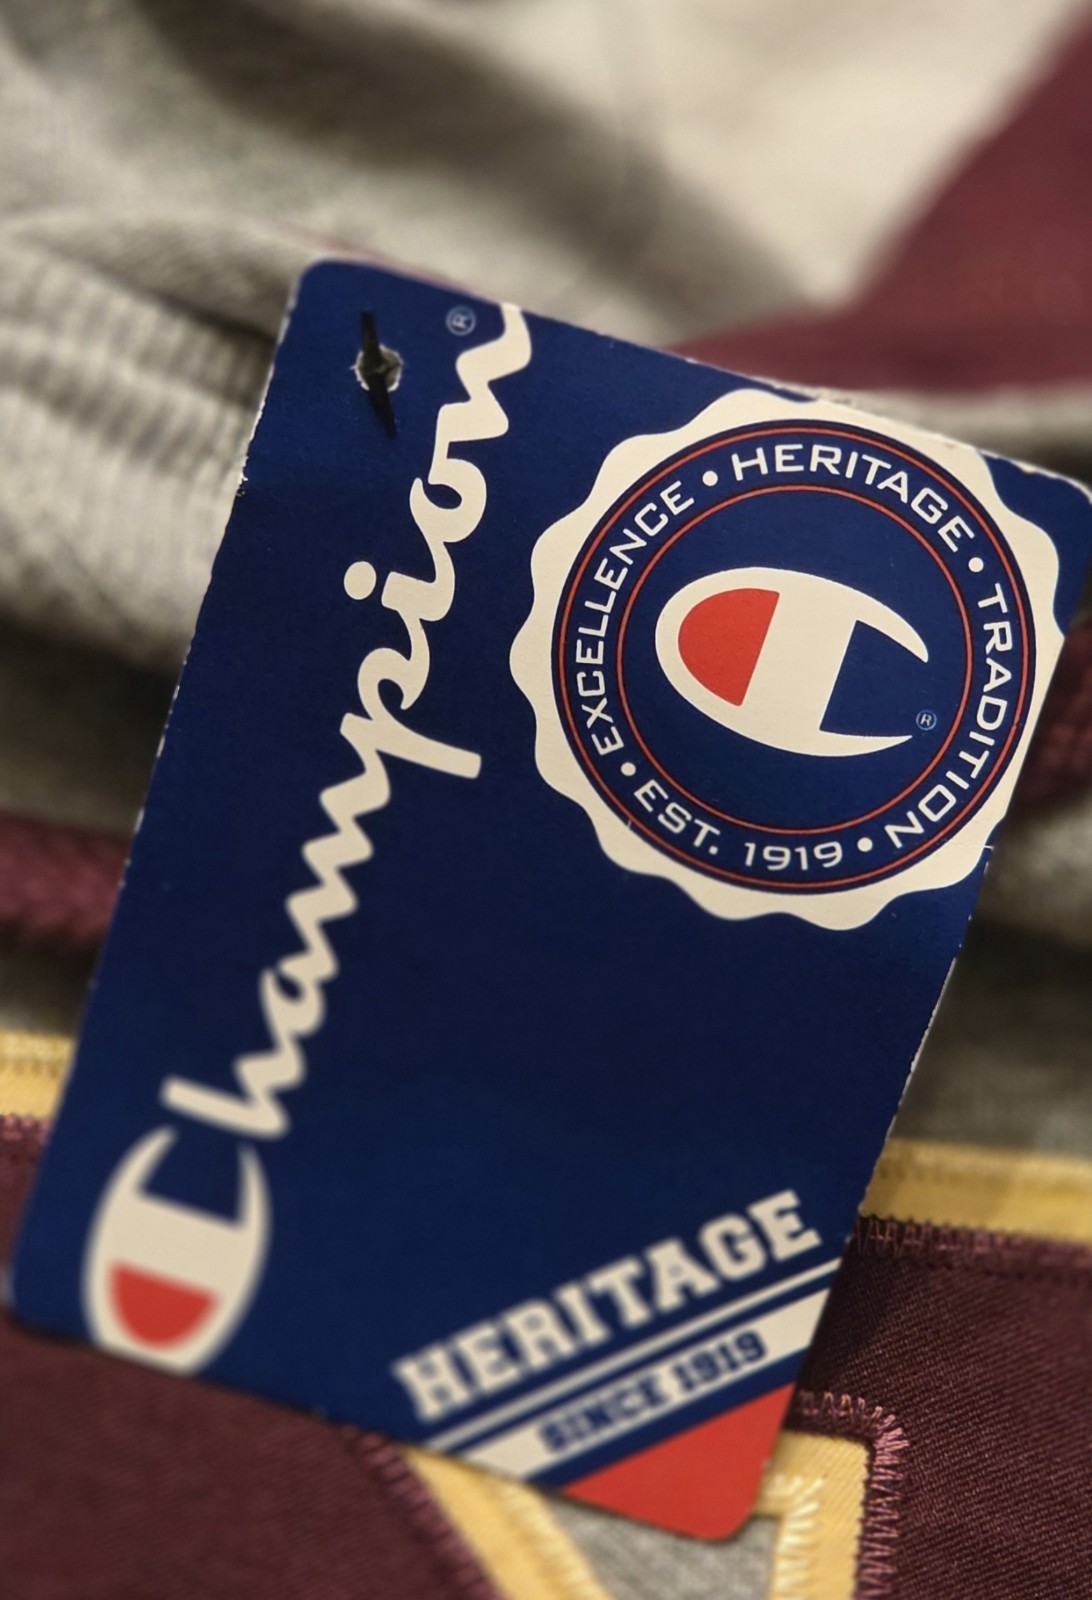 Champion®
EXCELLENCE • HERITAGE • TRADITION • EST. 1919 •
®
HERITAGE
SINCE 1919